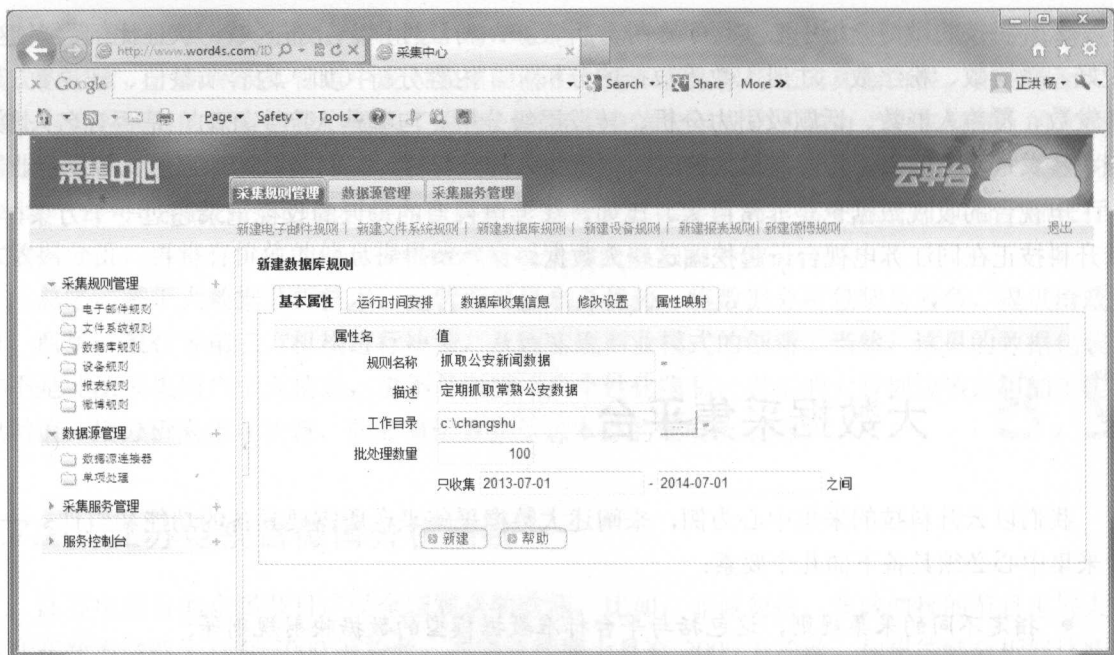 http://www.word4s.com/ID
采集中心
Google
Search
Share
More »
正洪杨
Page
Safety
Tools
采集中心
云平台
采集规则管理 数据源管理 采集服务管理
新建电子邮件规则 | 新建文件系统规则 | 新建数据库规则 | 新建设备规则 | 新建报表规则 | 新建微博规则
退出
采集规则管理
电子邮件规则
文件系统规则
数据库规则
设备规则
报表规则
微博规则
数据源管理
数据源连接器
单项处理
采集服务管理
服务控制台
新建数据库规则
基本属性 运行时间安排 数据库收集信息 修改设置 属性映射
属性名 值
规则名称 抓取公安新闻数据
描述 定期抓取常熟公安数据
工作目录 c:\changshu
批处理数量 100
只收集 2013-07-01 - 2014-07-01 之间
新建 帮助